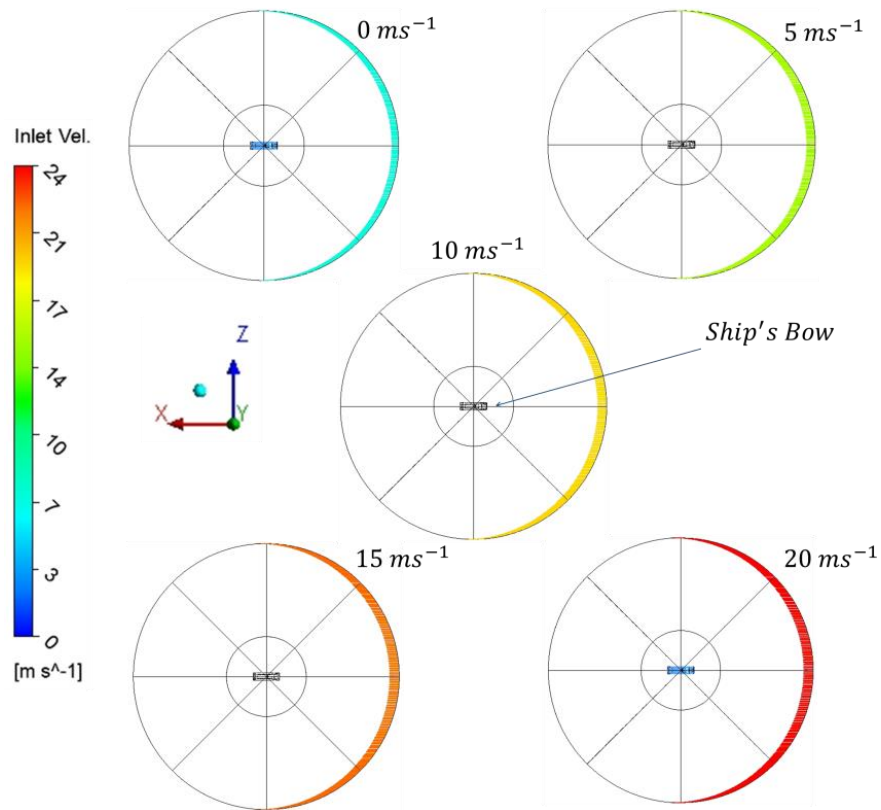 0 ms⁻¹
5 ms⁻¹
Inlet Vel.
24
21
17
14
10
7
3
0
[m s^-1]
10 ms⁻¹
Ship's Bow
Z
X
Y
15 ms⁻¹
20 ms⁻¹